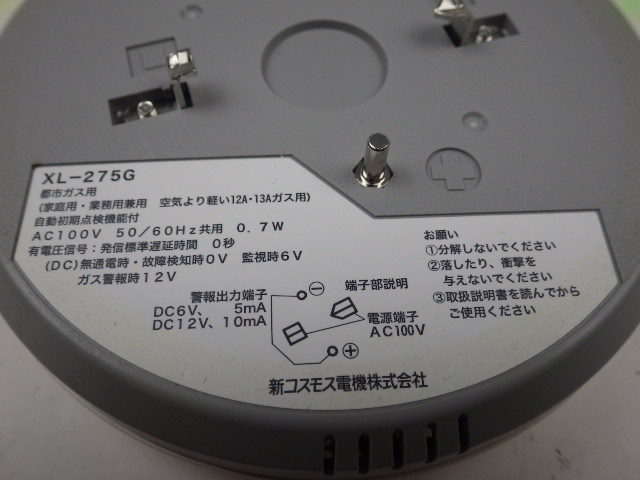 XL-275G
都市ガス用
(家庭用・業務用兼用 空気より軽い12A・13Aガス用)
自動初期点検機能付
AC100V 50/60Hz共用 0.7W
有電圧信号:発信標準遅延時間 0秒
(DC)無通電時・故障検知時0V 監視時6V
ガス警報時12V
警報出力端子
DC6V、 5mA
DC12V、10mA
⊖
端子部説明
電源端子
AC100V
⊕
お願い
①分解しないでください
②落したり、衝撃を
与えないでください
③取扱説明書を読んでから
ご使用ください
新コスモス電機株式会社